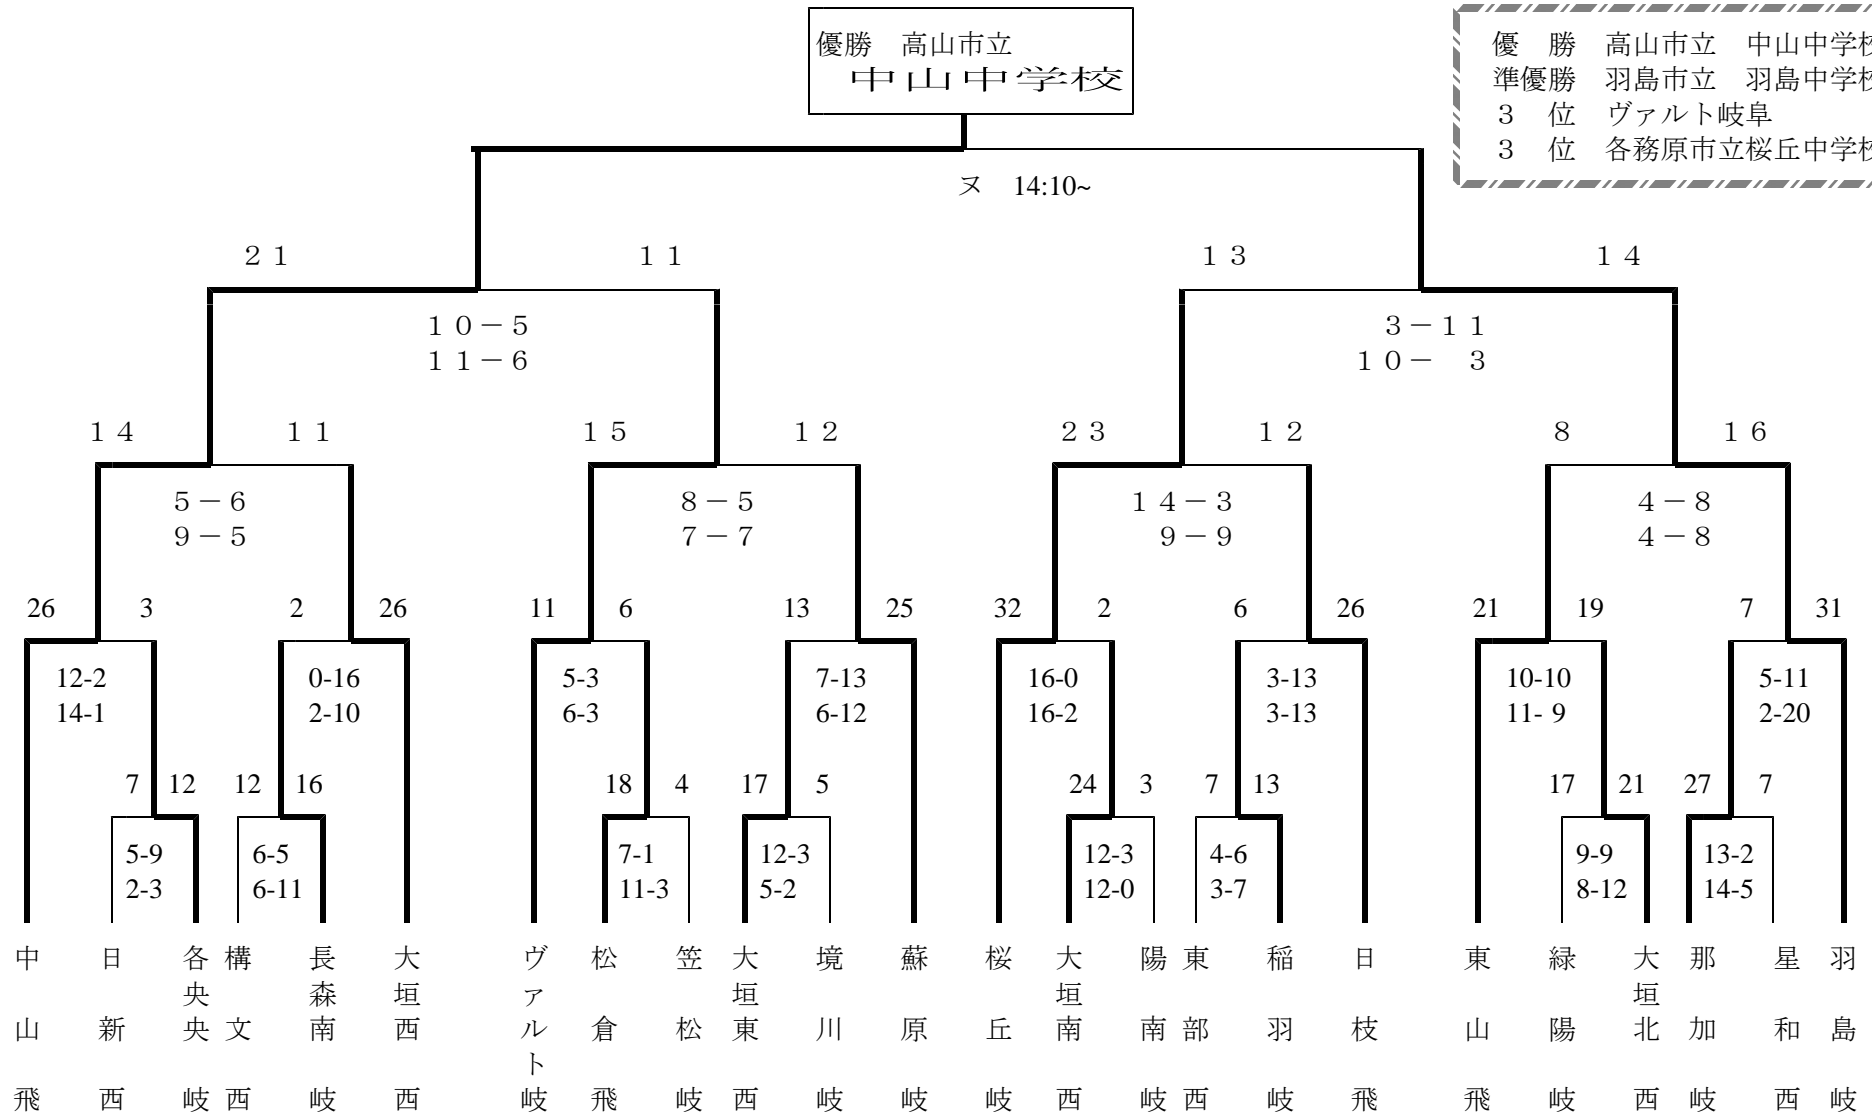 優勝　高山市立
中山中学校
優　勝　高山市立　中山中学校
準優勝　羽島市立　羽島中学校
３　位　ヴァルト岐阜
３　位　各務原市立桜丘中学校
ヌ　14:10~
２１　１１　１３　１４
１０－５　３－１１
１１－６　１０－　３
１４　１１　１５　１２　２３　１２　８　１６
５－６　８－５　１４－３　４－８
９－５　７－７　９－９　４－８
26　3　2　26　11　6　13　25　32　2　6　26　21　19　7　31
12-2　0-16　5-3　7-13　16-0　3-13　10-10　5-11
14-1　2-10　6-3　6-12　16-2　3-13　11- 9　2-20
7　12　12　16　18　4　17　5　24　3　7　13　17　21　27　7
5-9　6-5　7-1　12-3　12-3　4-6　9-9　13-2
2-3　6-11　11-3　5-2　12-0　3-7　8-12　14-5
中山　飛
日新　西
各央央　岐
構文　西
長森南　岐
大垣西　西
ヴァルト　岐
松倉　飛
笠松　岐
大垣東　西
境川　岐
蘇原　岐
桜丘　岐
大垣南　西
陽南　岐
東部　西
稲羽　岐
日枝　飛
東山　飛
緑陽　岐
大垣北　西
那加　岐
星和　西
羽島　岐